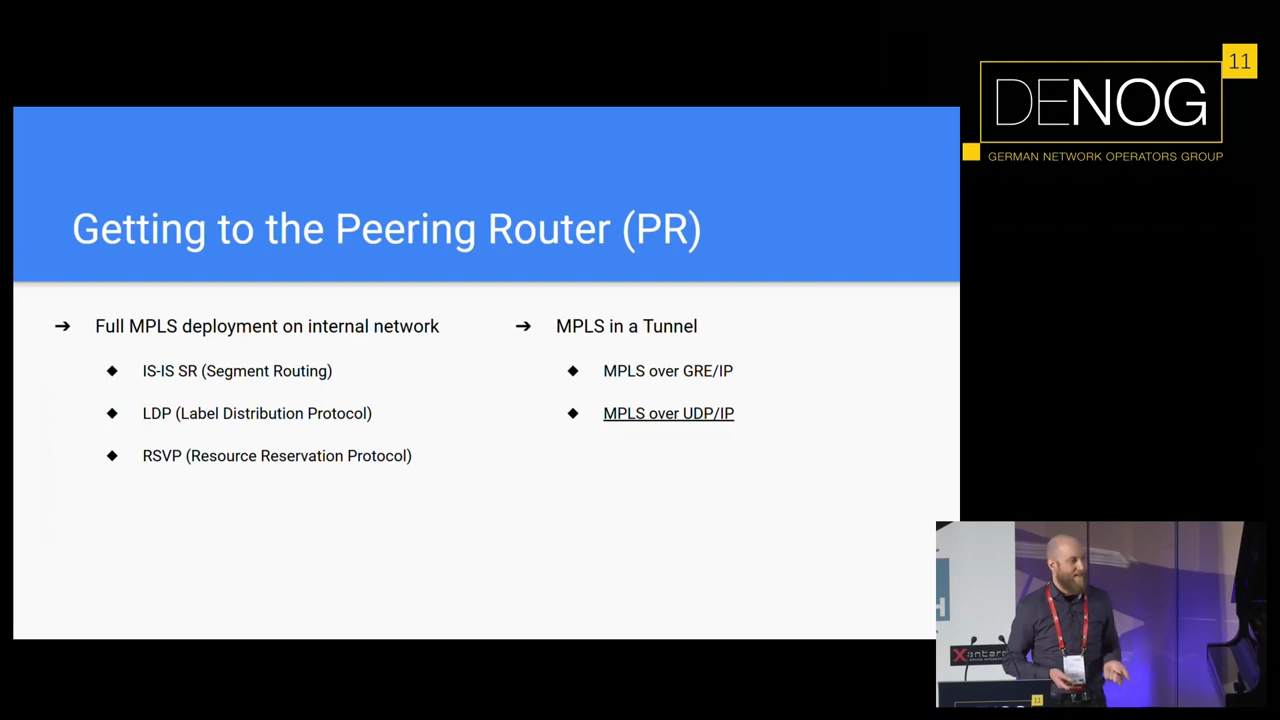 11
DENOG
GERMAN NETWORK OPERATORS GROUP
Getting to the Peering Router (PR)
➔ Full MPLS deployment on internal network
◆ IS-IS SR (Segment Routing)
◆ LDP (Label Distribution Protocol)
◆ RSVP (Resource Reservation Protocol)
➔ MPLS in a Tunnel
◆ MPLS over GRE/IP
◆ MPLS over UDP/IP
H
11